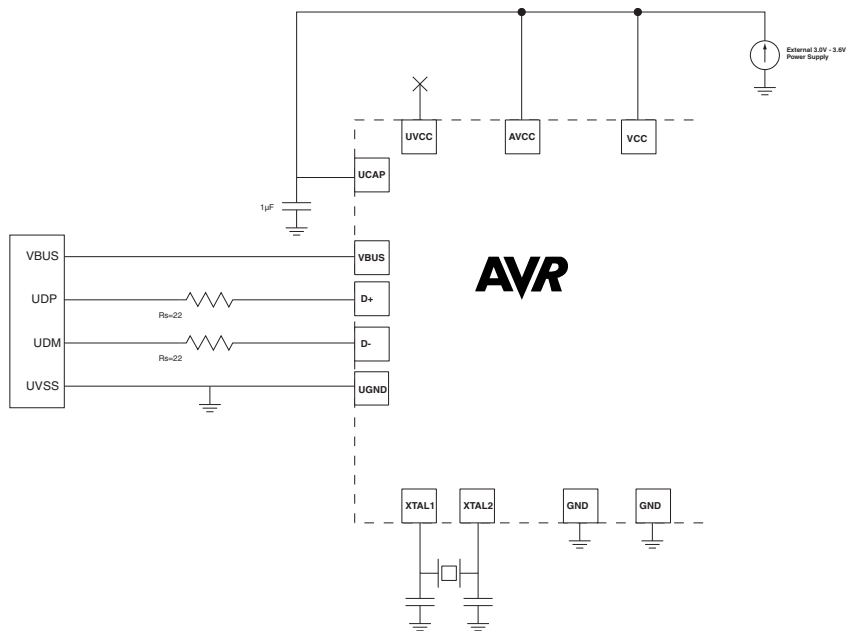 External 3.0V - 3.6V
Power Supply
UVCC
AVCC
VCC
UCAP
1µF
VBUS
VBUS
UDP
D+
Rs=22
UDM
D-
Rs=22
UVSS
UGND
AVR
XTAL1
XTAL2
GND
GND